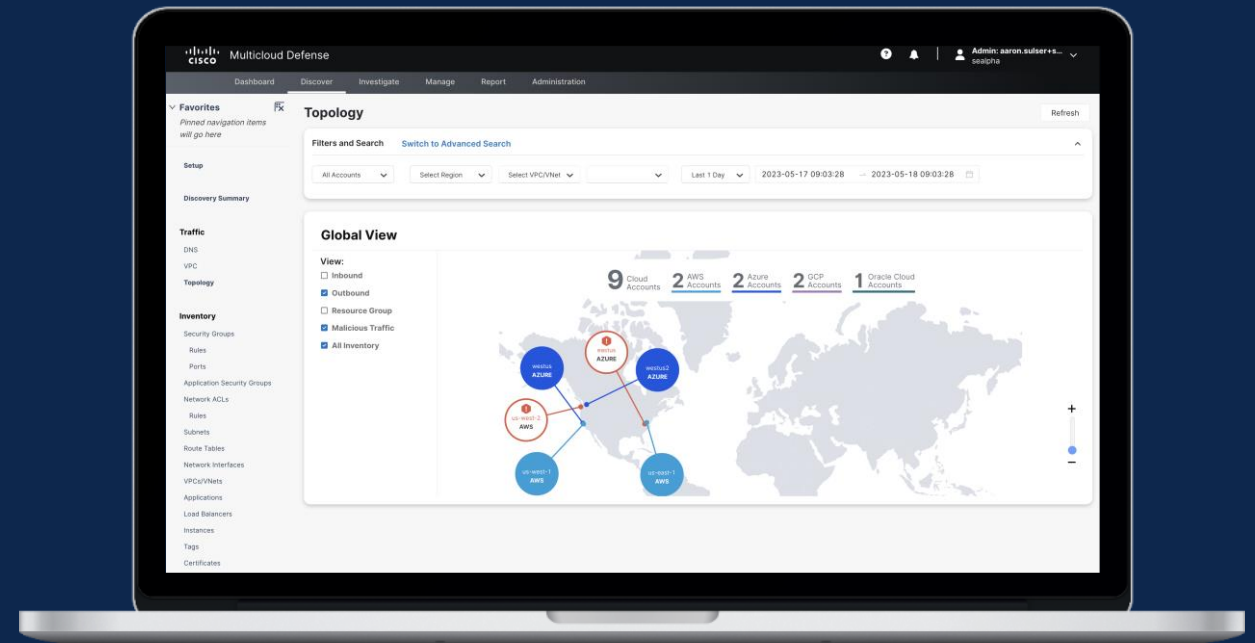 CISCO Multicloud Defense
Admin: aaron.sulser+s...
sealpha
Dashboard Discover Investigate Manage Report Administration
Favorites
Pinned navigation items
will go here
Setup
Discovery Summary
Traffic
DNS
VPC
Topology
Inventory
Security Groups
Rules
Ports
Application Security Groups
Network ACLs
Rules
Subnets
Route Tables
Network Interfaces
VPCs/VNets
Applications
Load Balancers
Instances
Tags
Certificates
Topology
Refresh
Filters and Search Switch to Advanced Search
All Accounts Select Region Select VPC/VNet Last 1 Day 2023-05-17 09:03:28 → 2023-05-18 09:03:28
Global View
View:
Inbound
Outbound
Resource Group
Malicious Traffic
All Inventory
9 Cloud Accounts 2 AWS Accounts 2 Azure Accounts 2 GCP Accounts 1 Oracle Cloud Accounts
eastus
AZURE
westus
AZURE
westus2
AZURE
us-west-2
AWS
us-west-1
AWS
us-east-1
AWS